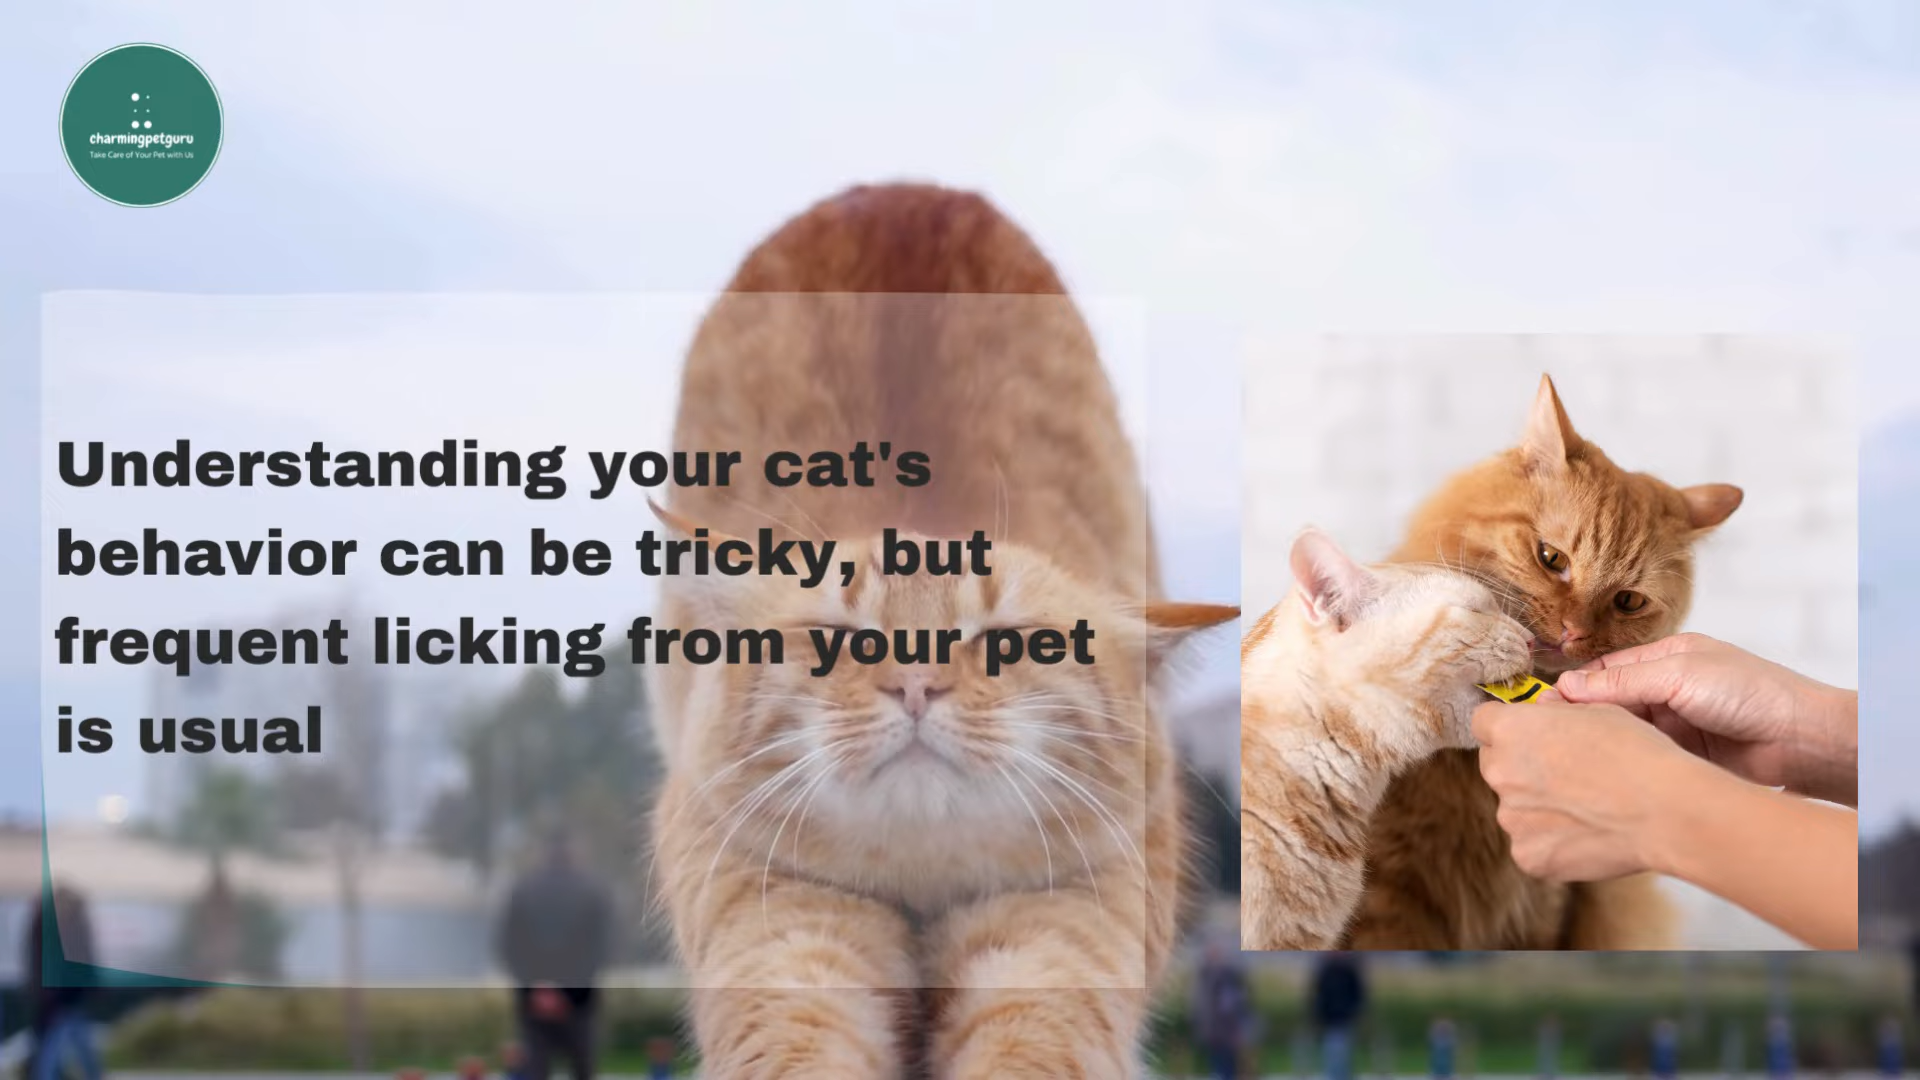 charmingpetguru
Take Care of Your Pet with Us
Understanding your cat's
behavior can be tricky, but
frequent licking from your pet
is usual